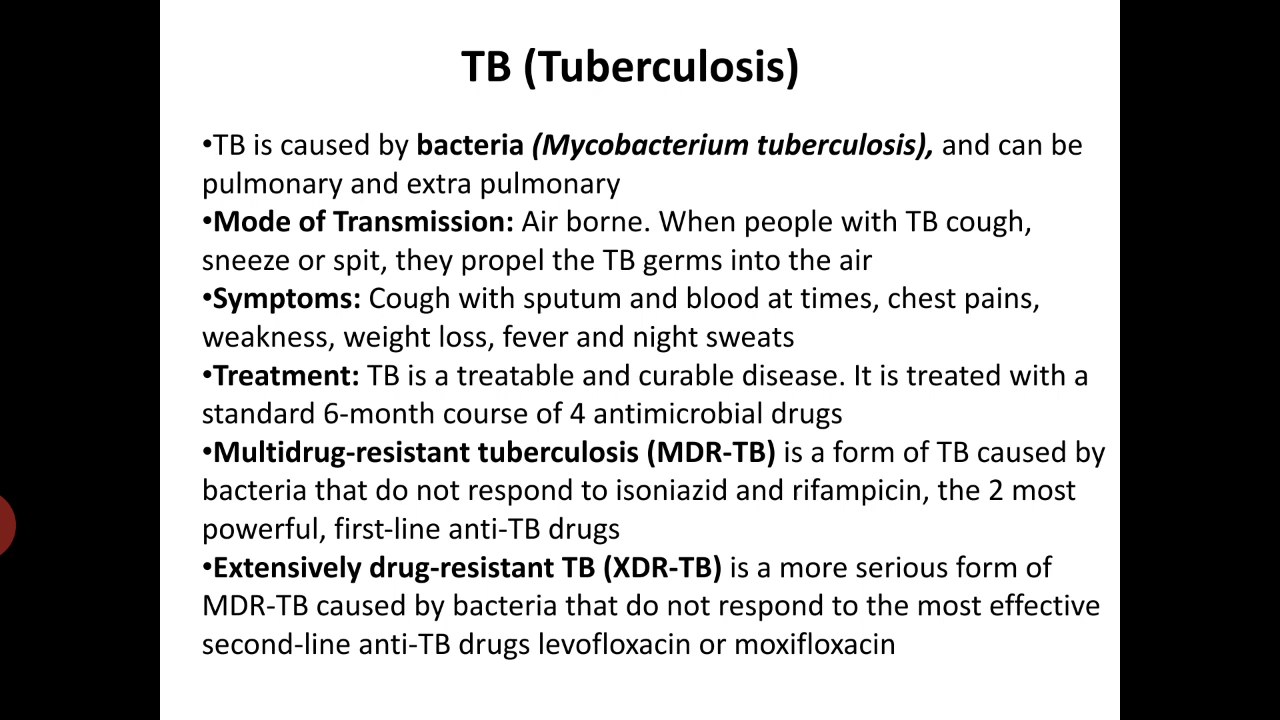 TB (Tuberculosis)
•TB is caused by bacteria (Mycobacterium tuberculosis), and can be
pulmonary and extra pulmonary
•Mode of Transmission: Air borne. When people with TB cough,
sneeze or spit, they propel the TB germs into the air
•Symptoms: Cough with sputum and blood at times, chest pains,
weakness, weight loss, fever and night sweats
•Treatment: TB is a treatable and curable disease. It is treated with a
standard 6-month course of 4 antimicrobial drugs
•Multidrug-resistant tuberculosis (MDR-TB) is a form of TB caused by
bacteria that do not respond to isoniazid and rifampicin, the 2 most
powerful, first-line anti-TB drugs
•Extensively drug-resistant TB (XDR-TB) is a more serious form of
MDR-TB caused by bacteria that do not respond to the most effective
second-line anti-TB drugs levofloxacin or moxifloxacin